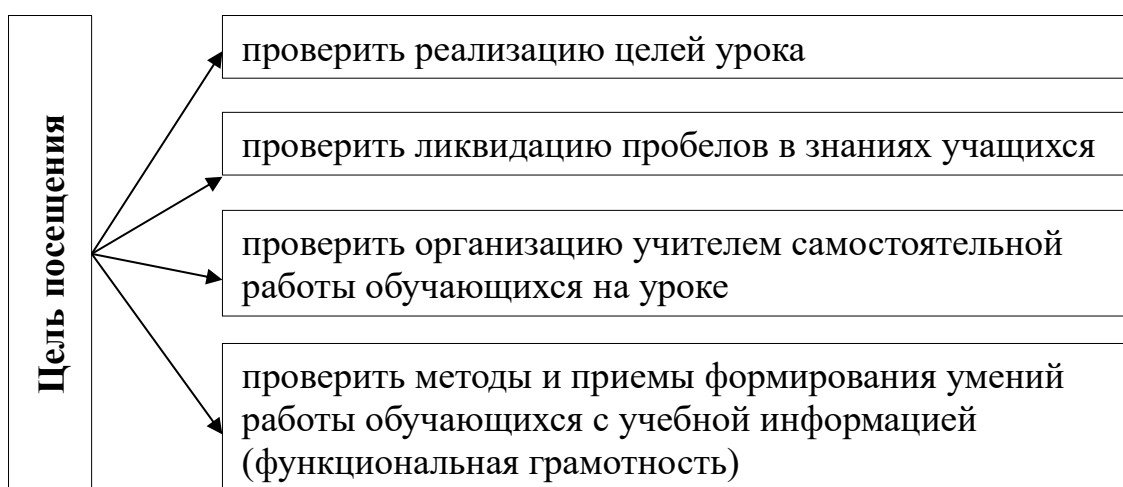 Цель посещения
проверить реализацию целей урока
проверить ликвидацию пробелов в знаниях учащихся
проверить организацию учителем самостоятельной
работы обучающихся на уроке
проверить методы и приемы формирования умений
работы обучающихся с учебной информацией
(функциональная грамотность)